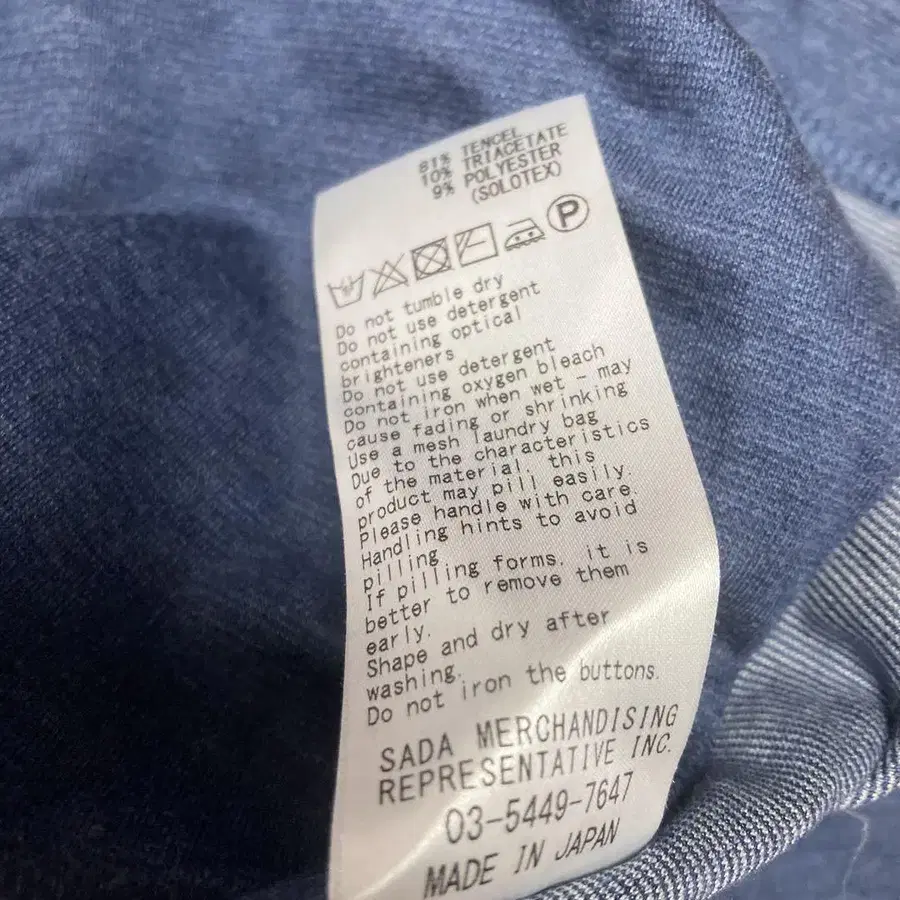 81% TENCEL
10% TRIACETATE
9% POLYESTER
(SOLOTEX)
P
Do not tumble dry
Do not use detergent
containing optical
brighteners
Do not use detergent
containing oxygen bleach
Do not iron when wet - may
cause fading or shrinking
Use a mesh laundry bag
Due to the characteristics
of the material, this
product may pill easily.
Please handle with care.
Handling hints to avoid
pilling
If pilling forms, it is
better to remove them
early.
Shape and dry after
washing.
Do not iron the buttons.
SADA MERCHANDISING
REPRESENTATIVE INC.
03-5449-7647
MADE IN JAPAN